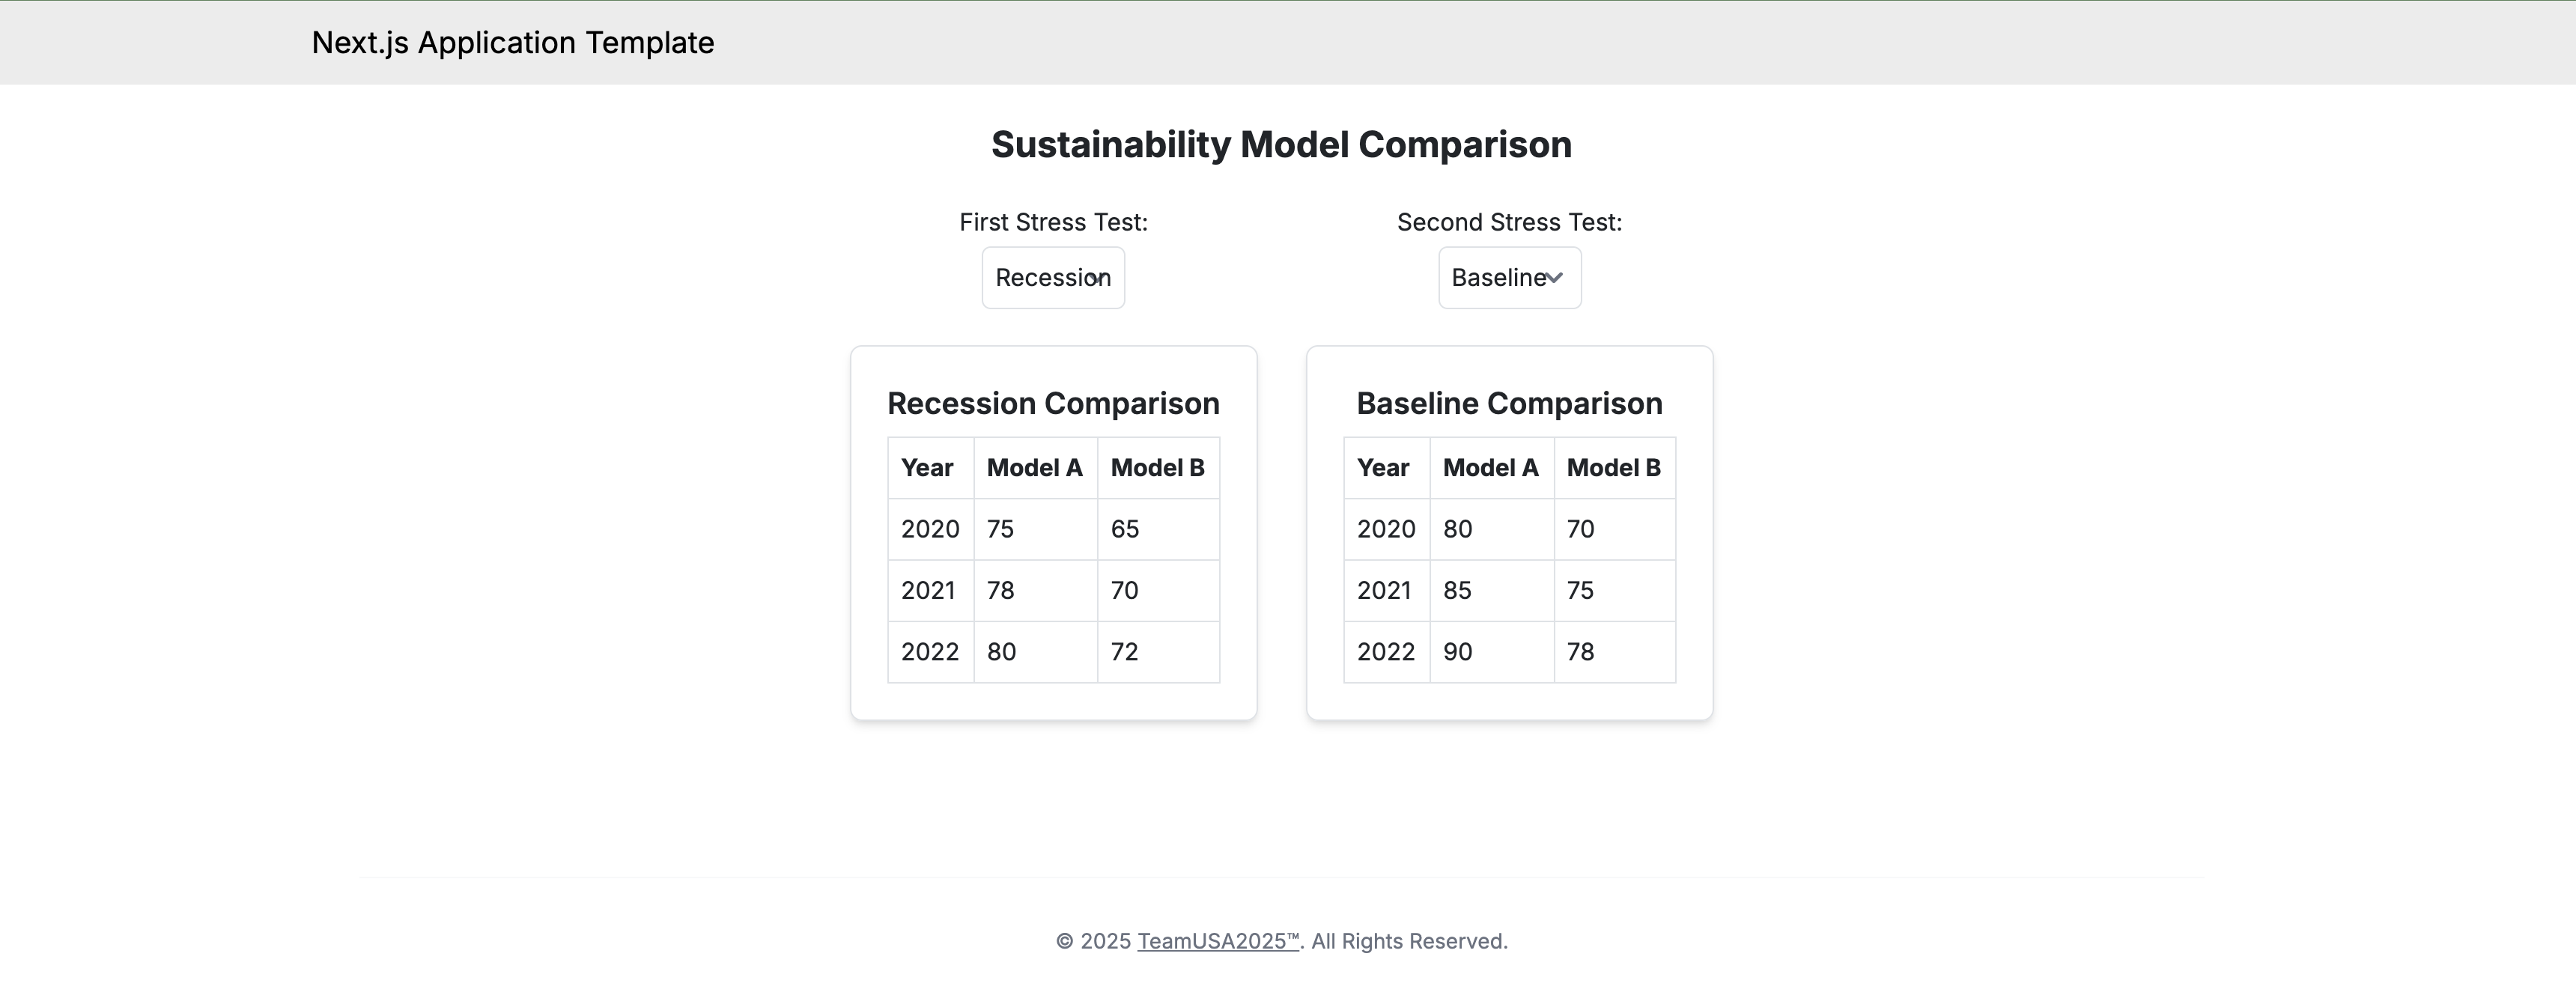 Next.js Application Template
Sustainability Model Comparison
First Stress Test:
Recession
Second Stress Test:
Baseline
Recession Comparison
Year Model A Model B
2020 75 65
2021 78 70
2022 80 72
Baseline Comparison
Year Model A Model B
2020 80 70
2021 85 75
2022 90 78
© 2025 TeamUSA2025™. All Rights Reserved.